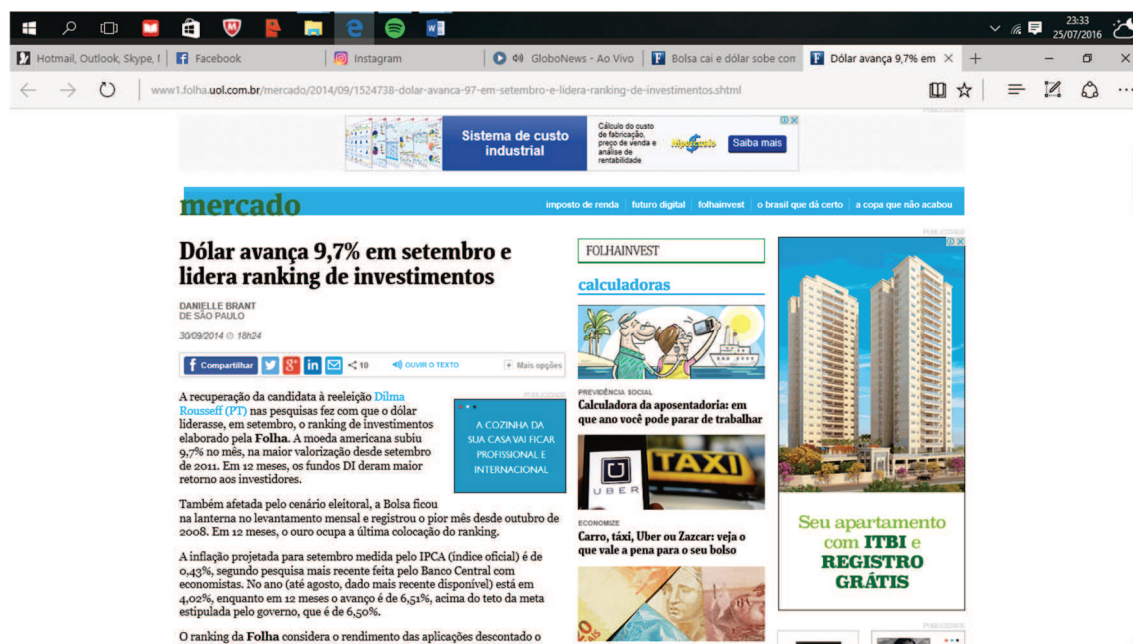 23:33
25/07/2016
Hotmail, Outlook, Skype, I
Facebook
Instagram
GloboNews - Ao Vivo
Bolsa cai e dólar sobe com
Dólar avança 9,7% em
www1.folha.uol.com.br/mercado/2014/09/1524738-dolar-avanca-97-em-setembro-e-lidera-ranking-de-investimentos.shtml
PUBLICIDADE
Sistema de custo
industrial
Cálculo do custo
de fabricação,
preço de venda e
análise de
rentabilidade
Saiba mais
mercado
imposto de renda
futuro digital
folhainvest
o brasil que dá certo
a copa que não acabou
Dólar avança 9,7% em setembro e
lidera ranking de investimentos
DANIELLE BRANT
DE SÃO PAULO
30/09/2014 18h24
Compartilhar
10
OUVIR O TEXTO
Mais opções
A recuperação da candidata à reeleição Dilma
Rousseff (PT) nas pesquisas fez com que o dólar
liderasse, em setembro, o ranking de investimentos
elaborado pela Folha. A moeda americana subiu
9,7% no mês, na maior valorização desde setembro
de 2011. Em 12 meses, os fundos DI deram maior
retorno aos investidores.
PUBLICIDADE
A COZINHA DA
SUA CASA VAI FICAR
PROFISSIONAL E
INTERNACIONAL
Também afetada pelo cenário eleitoral, a Bolsa ficou
na lanterna no levantamento mensal e registrou o pior mês desde outubro de
2008. Em 12 meses, o ouro ocupa a última colocação do ranking.
A inflação projetada para setembro medida pelo IPCA (índice oficial) é de
0,43%, segundo pesquisa mais recente feita pelo Banco Central com
economistas. No ano (até agosto, dado mais recente disponível) está em
4,02%, enquanto em 12 meses o avanço é de 6,51%, acima do teto da meta
estipulada pelo governo, que é de 6,50%.
O ranking da Folha considera o rendimento das aplicações descontado o
FOLHAINVEST
calculadoras
PREVIDÊNCIA SOCIAL
Calculadora da aposentadoria: em
que ano você pode parar de trabalhar
UBER
TAXI
ECONOMIZE
Carro, táxi, Uber ou Zazcar: veja o
que vale a pena para o seu bolso
PUBLICIDADE
Seu apartamento
com ITBI e
REGISTRO
GRÁTIS
PUBLICIDADE